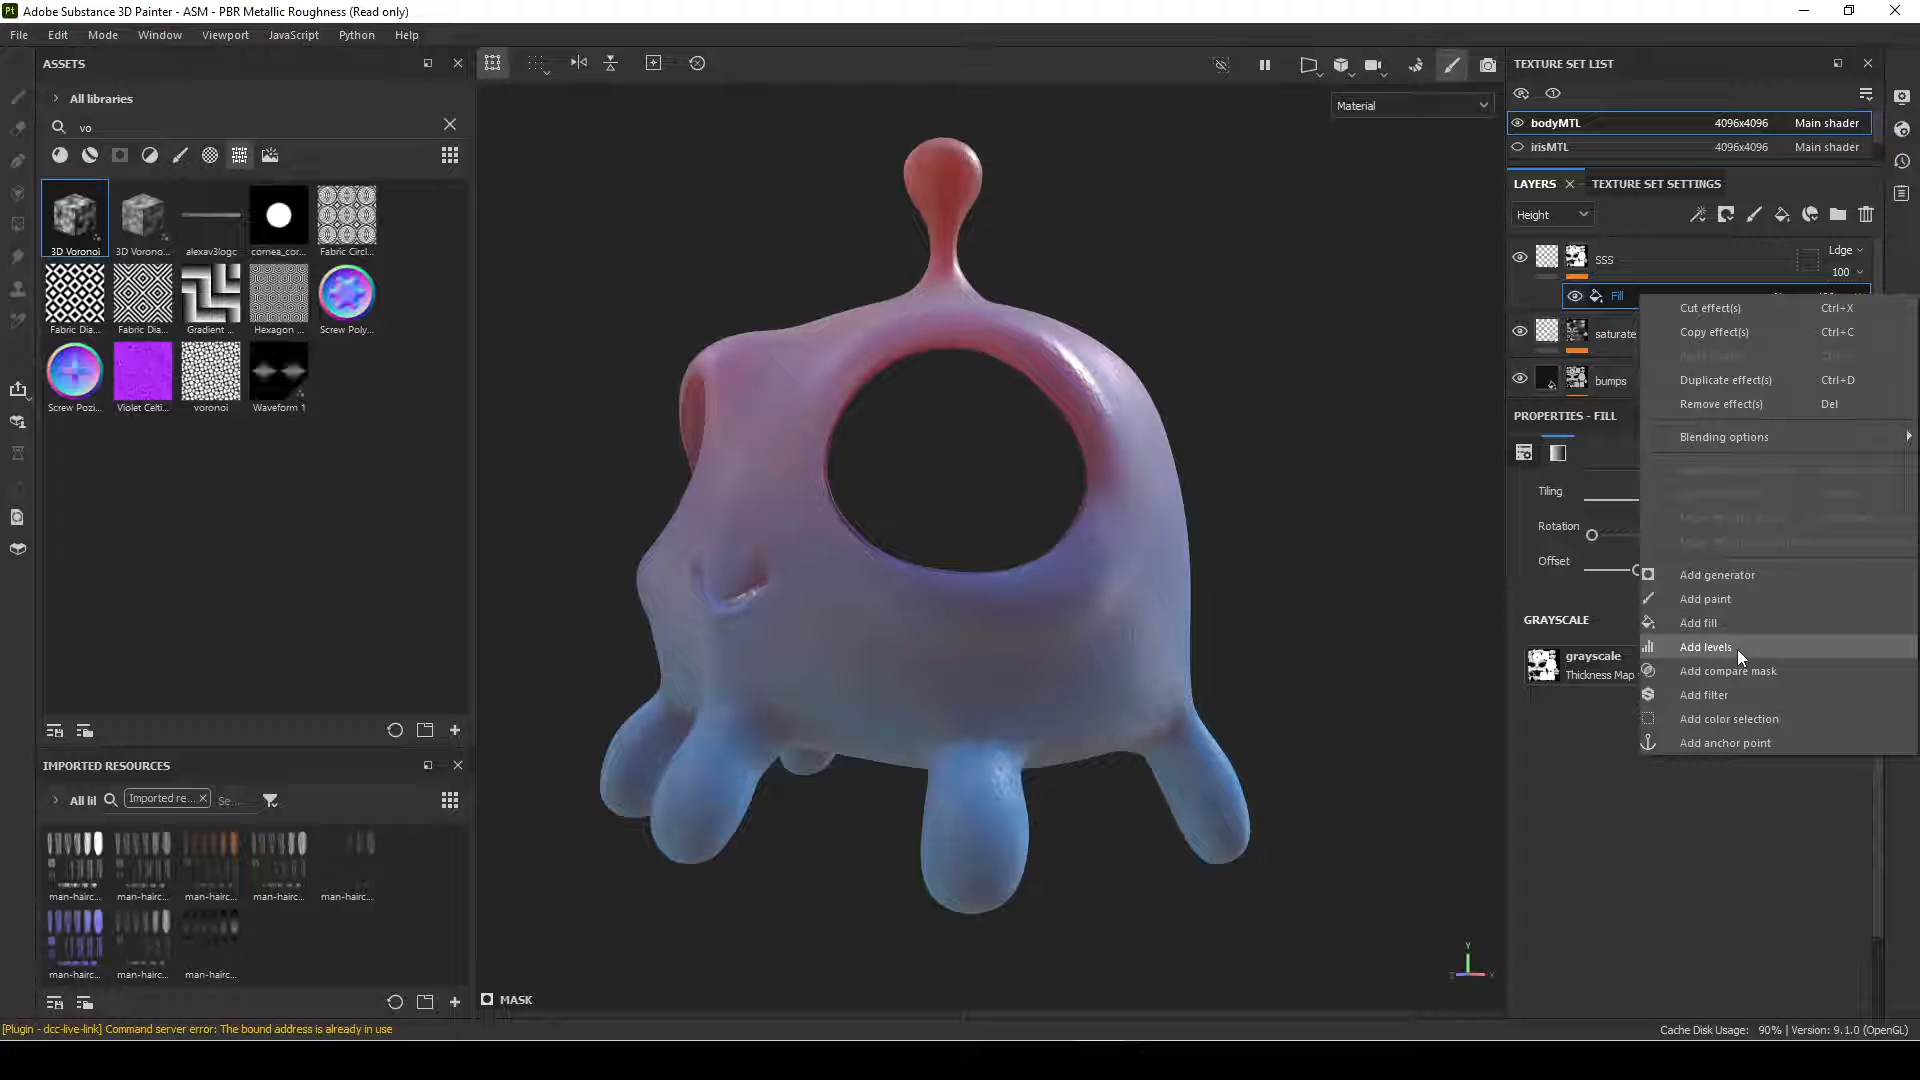 Adobe Substance 3D Painter - ASM - PBR Metallic Roughness (Read only)
File Edit Mode Window Viewport JavaScript Python Help
ASSETS
All libraries
vo
3D Voronoi 3D Vorono... alexav3logo cornea_cor... Fabric Circl...
Fabric Dia... Fabric Dia... Gradient ... Hexagon ... Screw Poly...
Screw Pozi... Violet Celti... voronoi Waveform 1
IMPORTED RESOURCES
All lil Imported re... Se...
man-hairc... man-hairc... man-hairc... man-hairc... man-hairc...
man-hairc... man-hairc... man-hairc...
[Plugin - dcc-live-link] Command server error: The bound address is already in use
Material
Y
MASK
TEXTURE SET LIST
bodyMTL 4096x4096 Main shader
irisMTL 4096x4096 Main shader
LAYERS TEXTURE SET SETTINGS
Height
SSS Ldge
100
Fill
saturate
bumps
PROPERTIES - FILL
Tiling
Rotation
Offset
GRAYSCALE
grayscale
Thickness Map
Cut effect(s) Ctrl+X
Copy effect(s) Ctrl+C
Duplicate effect(s) Ctrl+D
Remove effect(s) Del
Blending options
Add generator
Add paint
Add fill
Add levels
Add compare mask
Add filter
Add color selection
Add anchor point
Cache Disk Usage: 90% | Version: 9.1.0 (OpenGL)